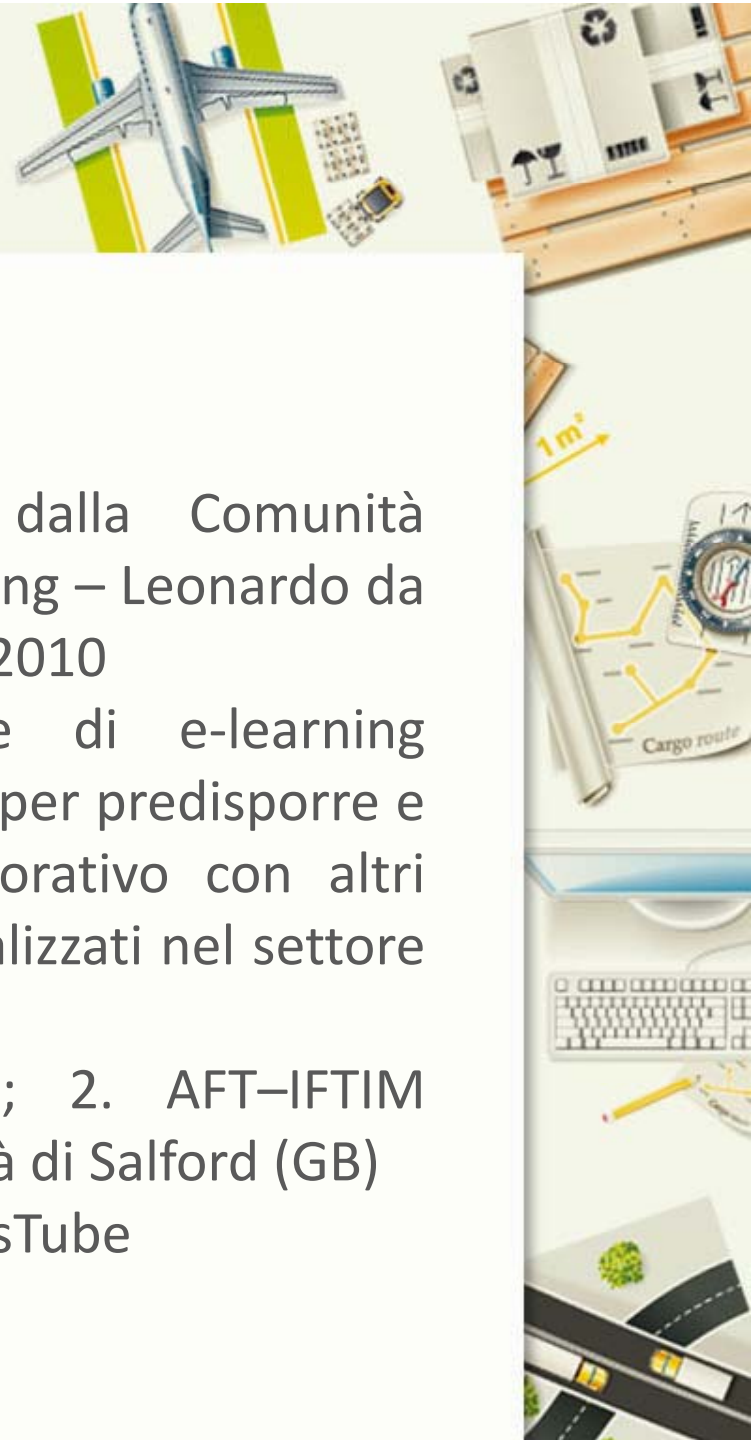 1 m²
dalla Comunità
ng – Leonardo da
2010
e di e-learning
per predisporre e
orativo con altri
lizzati nel settore
Cargo route
; 2. AFT–IFTIM
à di Salford (GB)
sTube